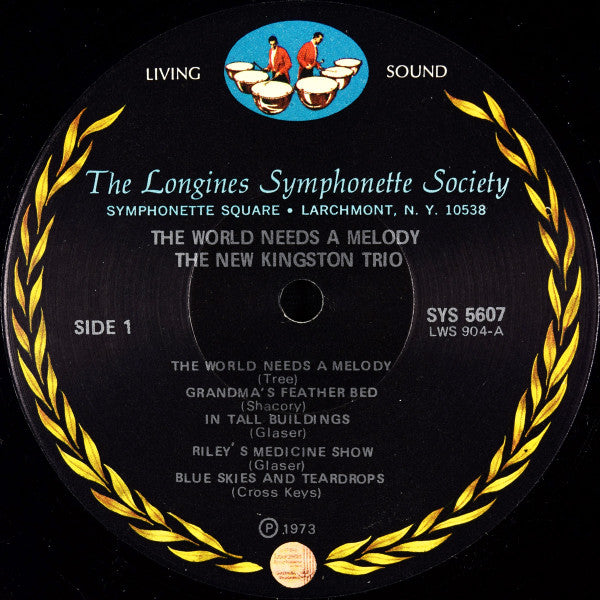 LIVING SOUND
The Longines Symphonette Society
SYMPHONETTE SQUARE • LARCHMONT, N. Y. 10538
THE WORLD NEEDS A MELODY
THE NEW KINGSTON TRIO
SIDE 1
SYS 5607
LWS 904-A
THE WORLD NEEDS A MELODY
(Tree)
GRANDMA'S FEATHER BED
(Shacory)
IN TALL BUILDINGS
(Glaser)
RILEY'S MEDICINE SHOW
(Glaser)
BLUE SKIES AND TEARDROPS
(Cross Keys)
℗ 1973